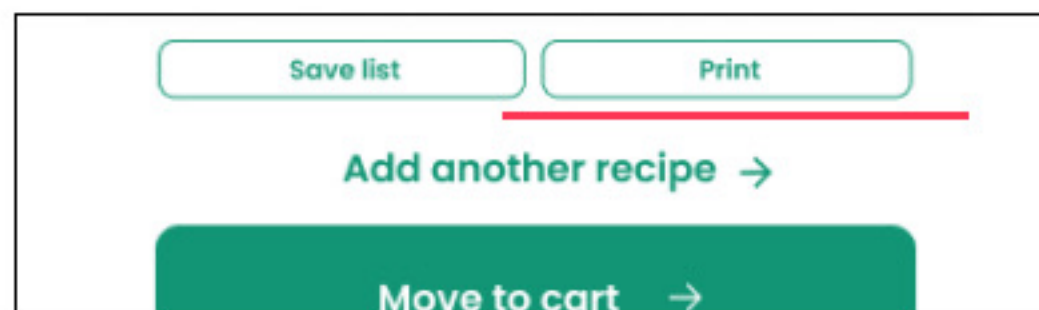 Save list Print
Add another recipe →
Move to cart →